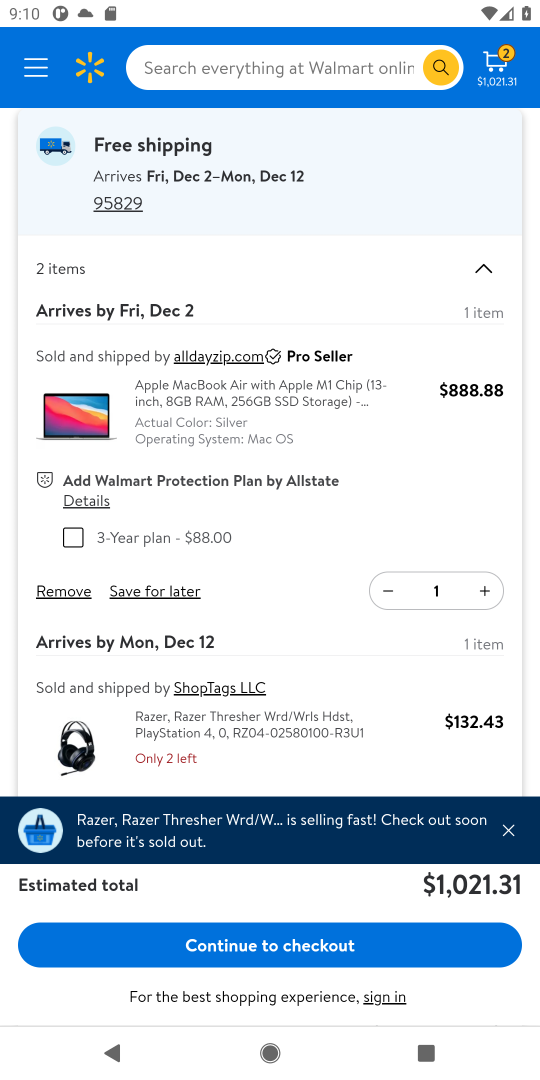 9:10
Search everything at Walmart onlin
2
$1,021.31
Free shipping
Arrives Fri, Dec 2–Mon, Dec 12
95829
2 items
Arrives by Fri, Dec 2
1 item
Sold and shipped by alldayzip.com Pro Seller
Apple MacBook Air with Apple M1 Chip (13-
inch, 8GB RAM, 256GB SSD Storage) -...
$888.88
Actual Color: Silver
Operating System: Mac OS
Add Walmart Protection Plan by Allstate
Details
3-Year plan - $88.00
Remove
Save for later
1
Arrives by Mon, Dec 12
1 item
Sold and shipped by ShopTags LLC
Razer, Razer Thresher Wrd/Wrls Hdst,
PlayStation 4, 0, RZ04-02580100-R3U1
$132.43
Only 2 left
Razer, Razer Thresher Wrd/W... is selling fast! Check out soon
before it's sold out.
Estimated total
$1,021.31
Continue to checkout
For the best shopping experience, sign in